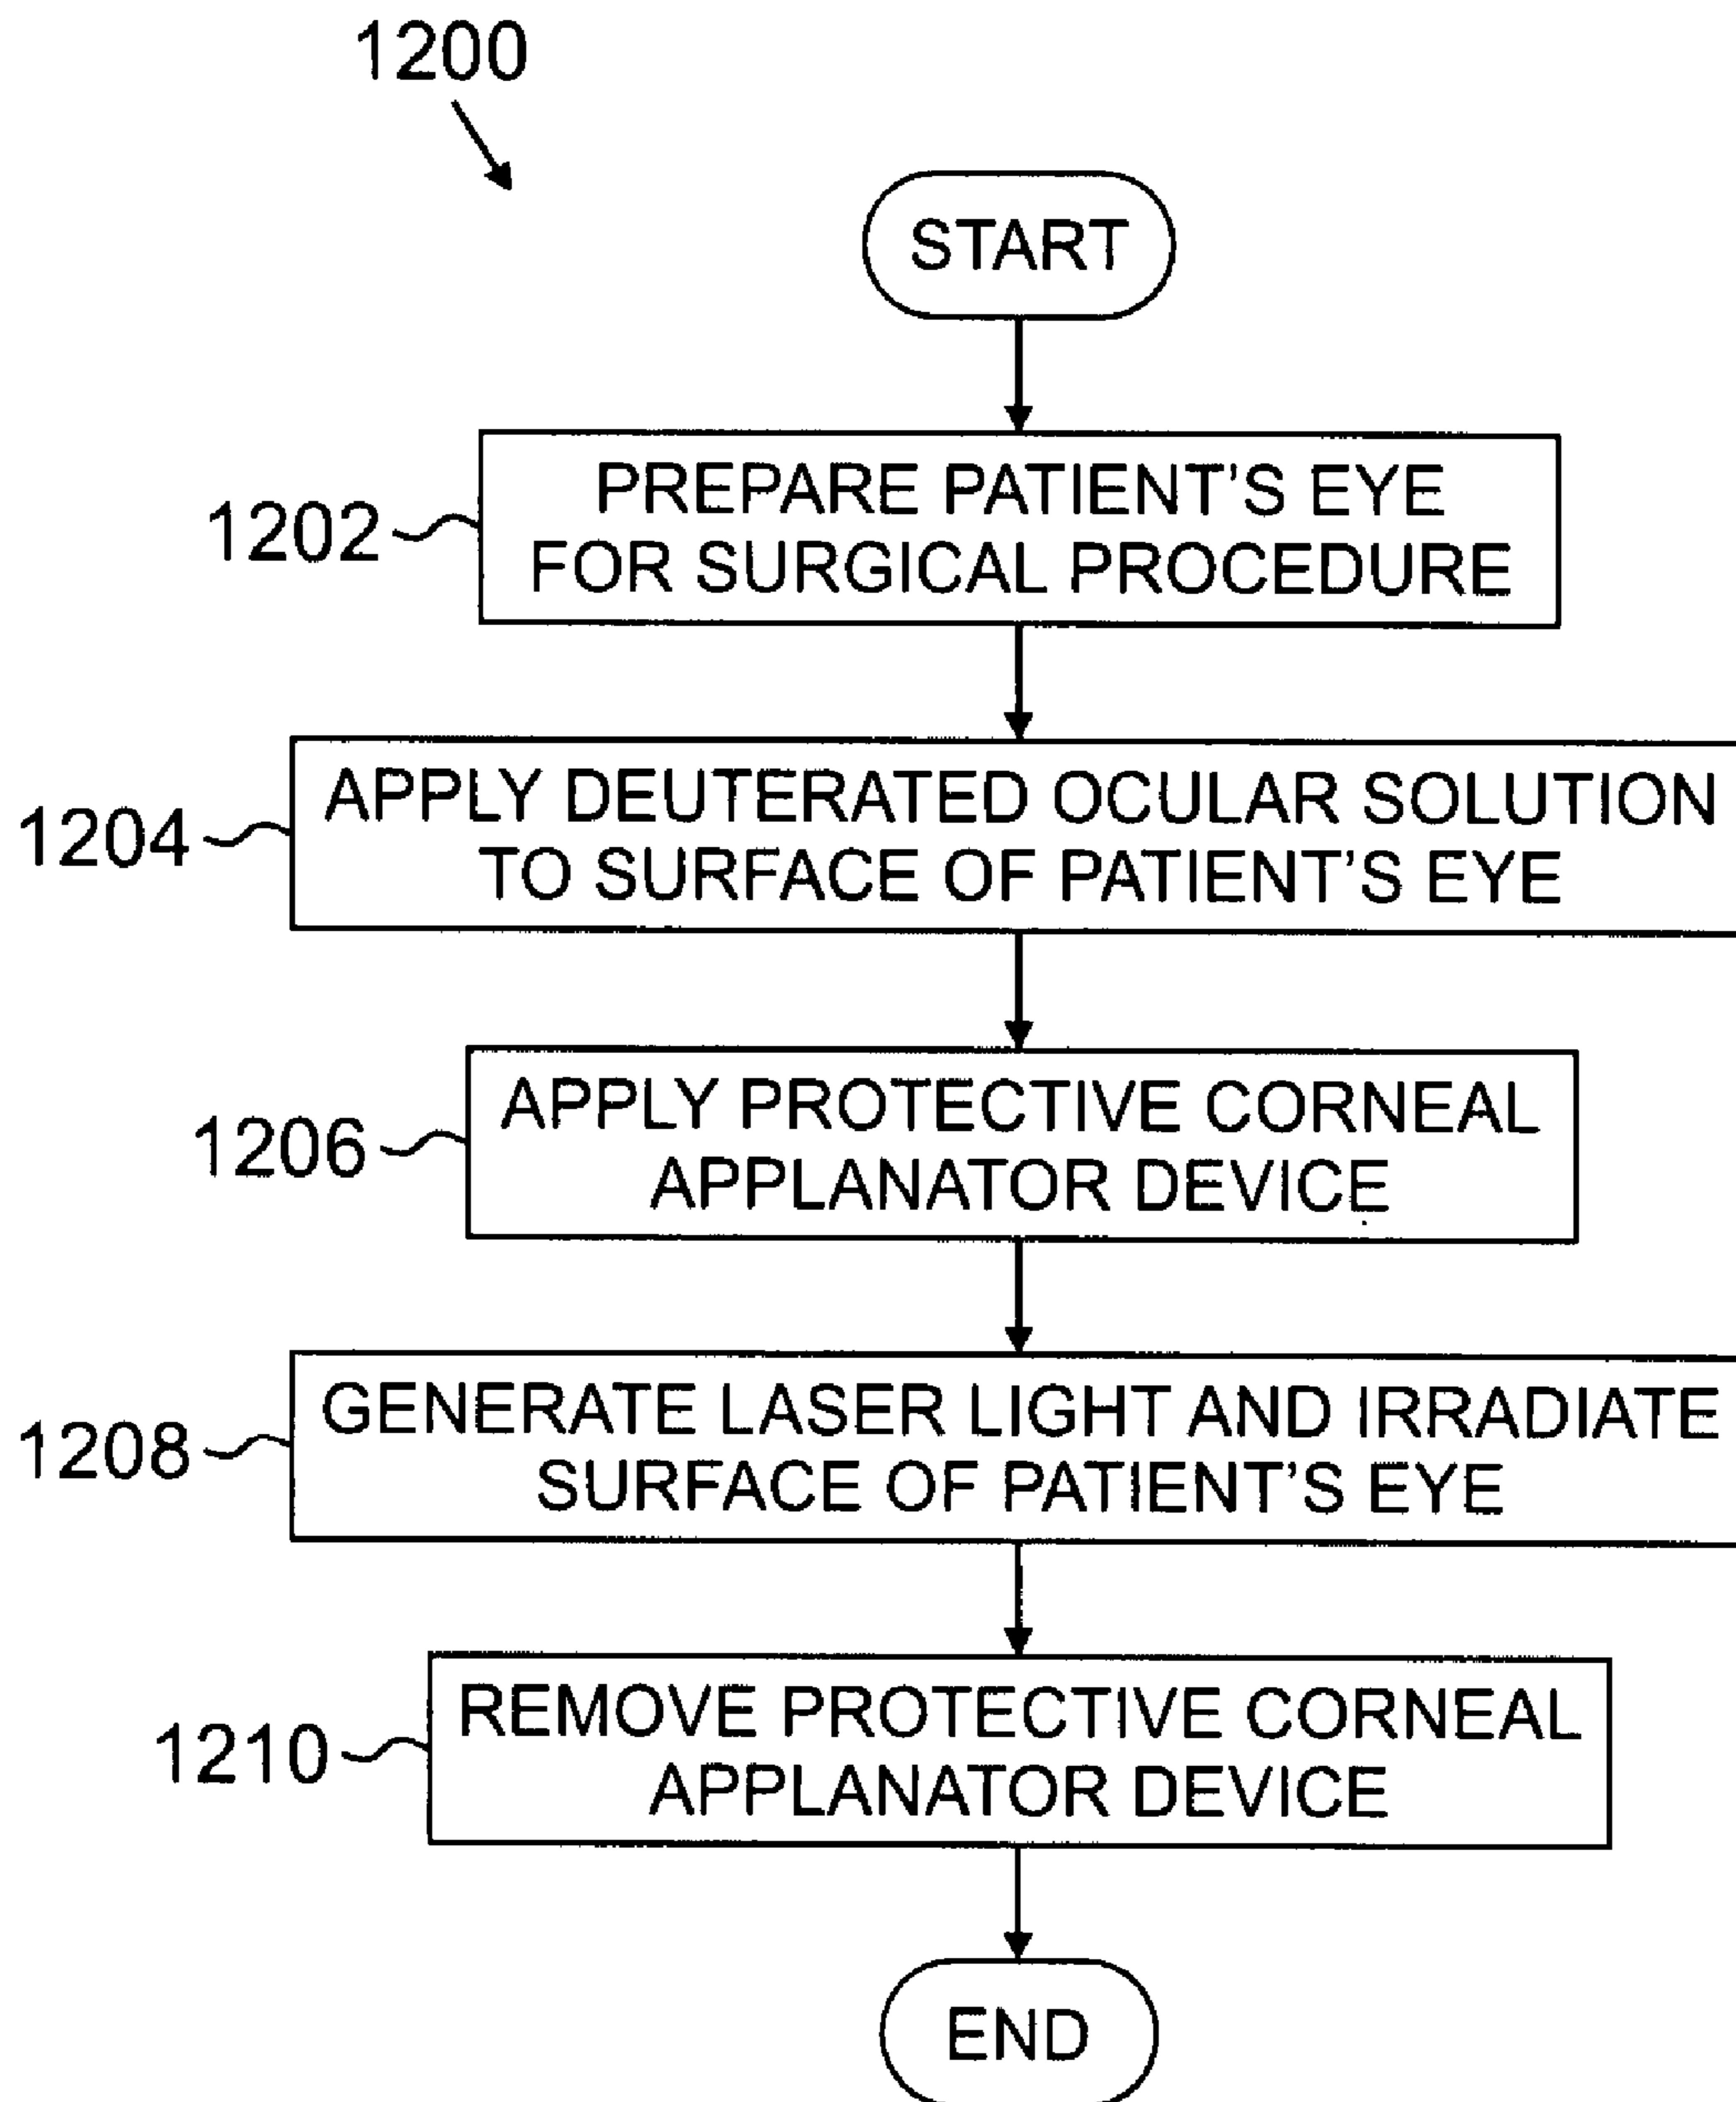 1200
START
1202
PREPARE PATIENT'S EYE
FOR SURGICAL PROCEDURE
1204
APPLY DEUTERATED OCULAR SOLUTION
TO SURFACE OF PATIENT'S EYE
1206
APPLY PROTECTIVE CORNEAL
APPLANATOR DEVICE
1208
GENERATE LASER LIGHT AND IRRADIATE
SURFACE OF PATIENT'S EYE
1210
REMOVE PROTECTIVE CORNEAL
APPLANATOR DEVICE
END